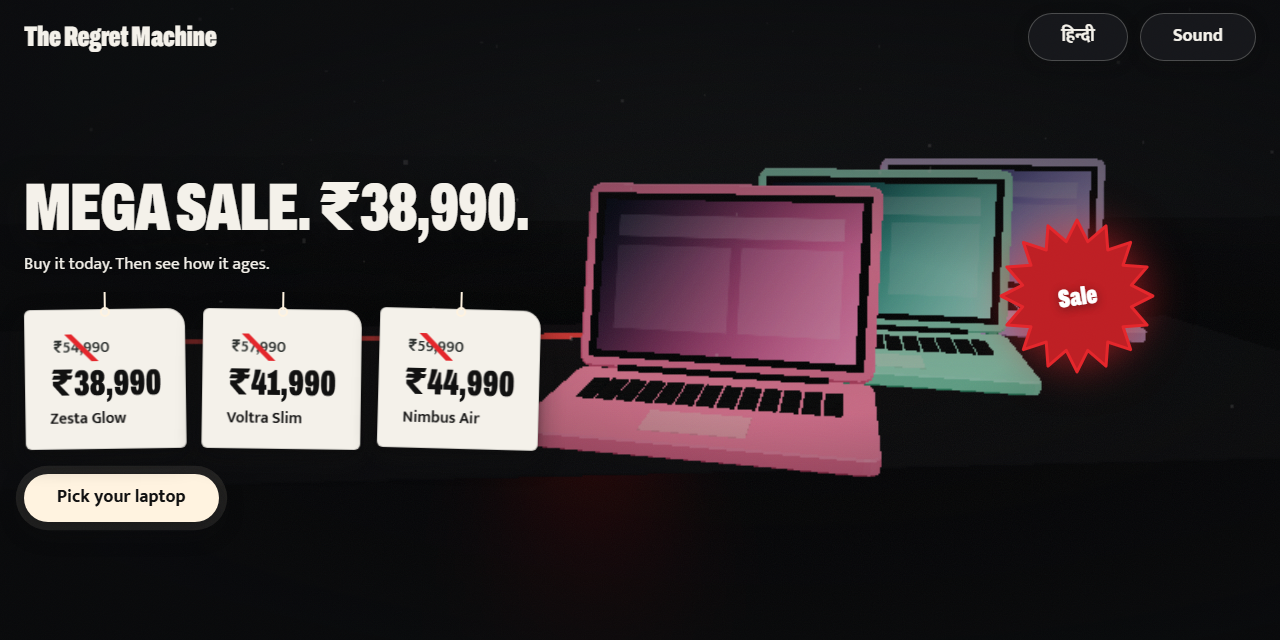 The Regret Machine
हिन्दी
Sound
MEGA SALE. ₹38,990.
Buy it today. Then see how it ages.
₹54,990
₹38,990
Zesta Glow
₹57,990
₹41,990
Voltra Slim
₹59,990
₹44,990
Nimbus Air
Sale
Pick your laptop